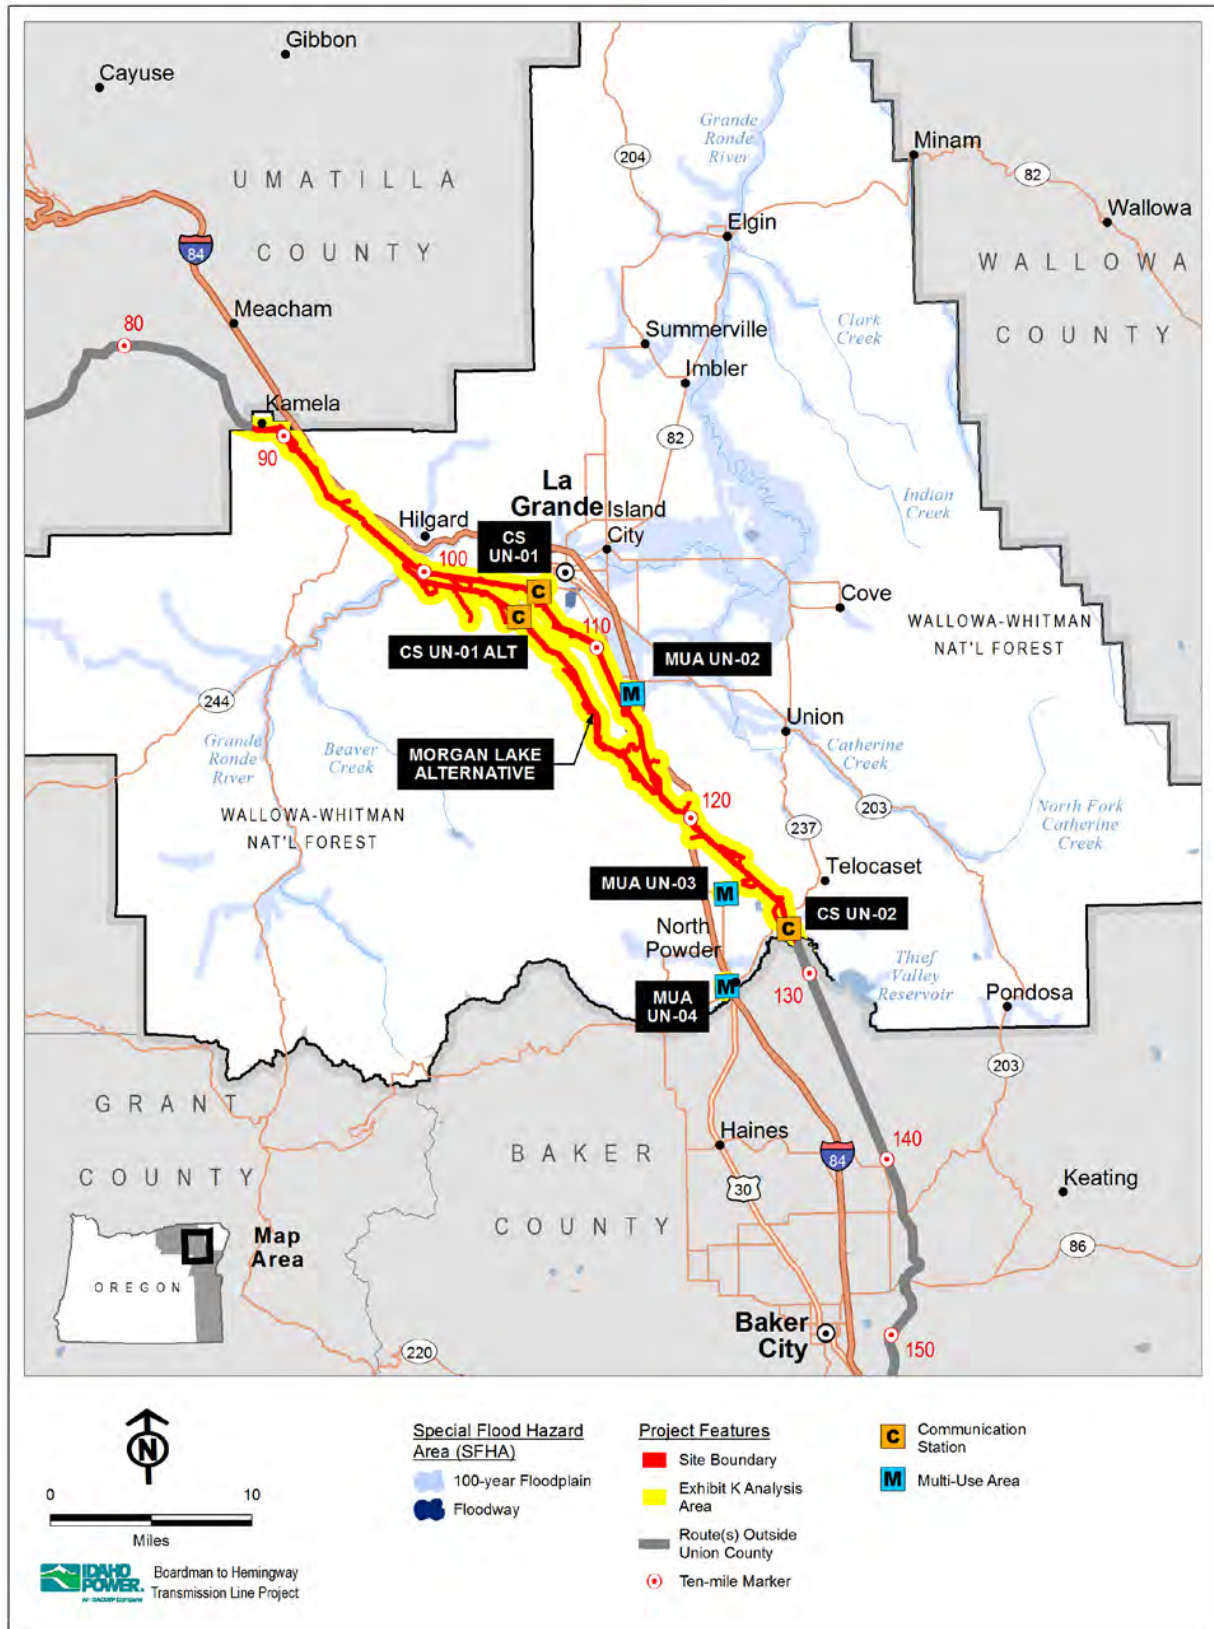 Gibbon
Cayuse
Grande
Ronde
River
Minam
204
82
UMATILLA
COUNTY
Wallowa
Elgin
84
WALLOWA
COUNTY
Meacham
80
Clark
Creek
Summerville
Imbler
Kamela
90
82
La
Grande
Island
City
Indian
Creek
Hilgard
CS
UN-01
100
C
C
Cove
WALLOWA-WHITMAN
NAT'L FOREST
110
CS UN-01 ALT
MUA UN-02
M
244
Union
Grande
Ronde
River
Beaver
Creek
MORGAN LAKE
ALTERNATIVE
Catherine
Creek
203
North Fork
Catherine
Creek
120
WALLOWA-WHITMAN
NAT'L FOREST
237
Telocaset
MUA UN-03
M
CS UN-02
C
North
Powder
Thief
Valley
Reservoir
130
MUA
UN-04
M
Pondosa
203
GRANT
COUNTY
BAKER
COUNTY
Haines
140
84
30
Keating
Map
Area
OREGON
86
Baker
City
150
220
N
0 10
Miles
IDAHO
POWER.
An IDACORP Company
Boardman to Hemingway
Transmission Line Project
Special Flood Hazard
Area (SFHA)
100-year Floodplain
Floodway
Project Features
Site Boundary
Exhibit K Analysis
Area
Route(s) Outside
Union County
Ten-mile Marker
C
Communication
Station
M
Multi-Use Area